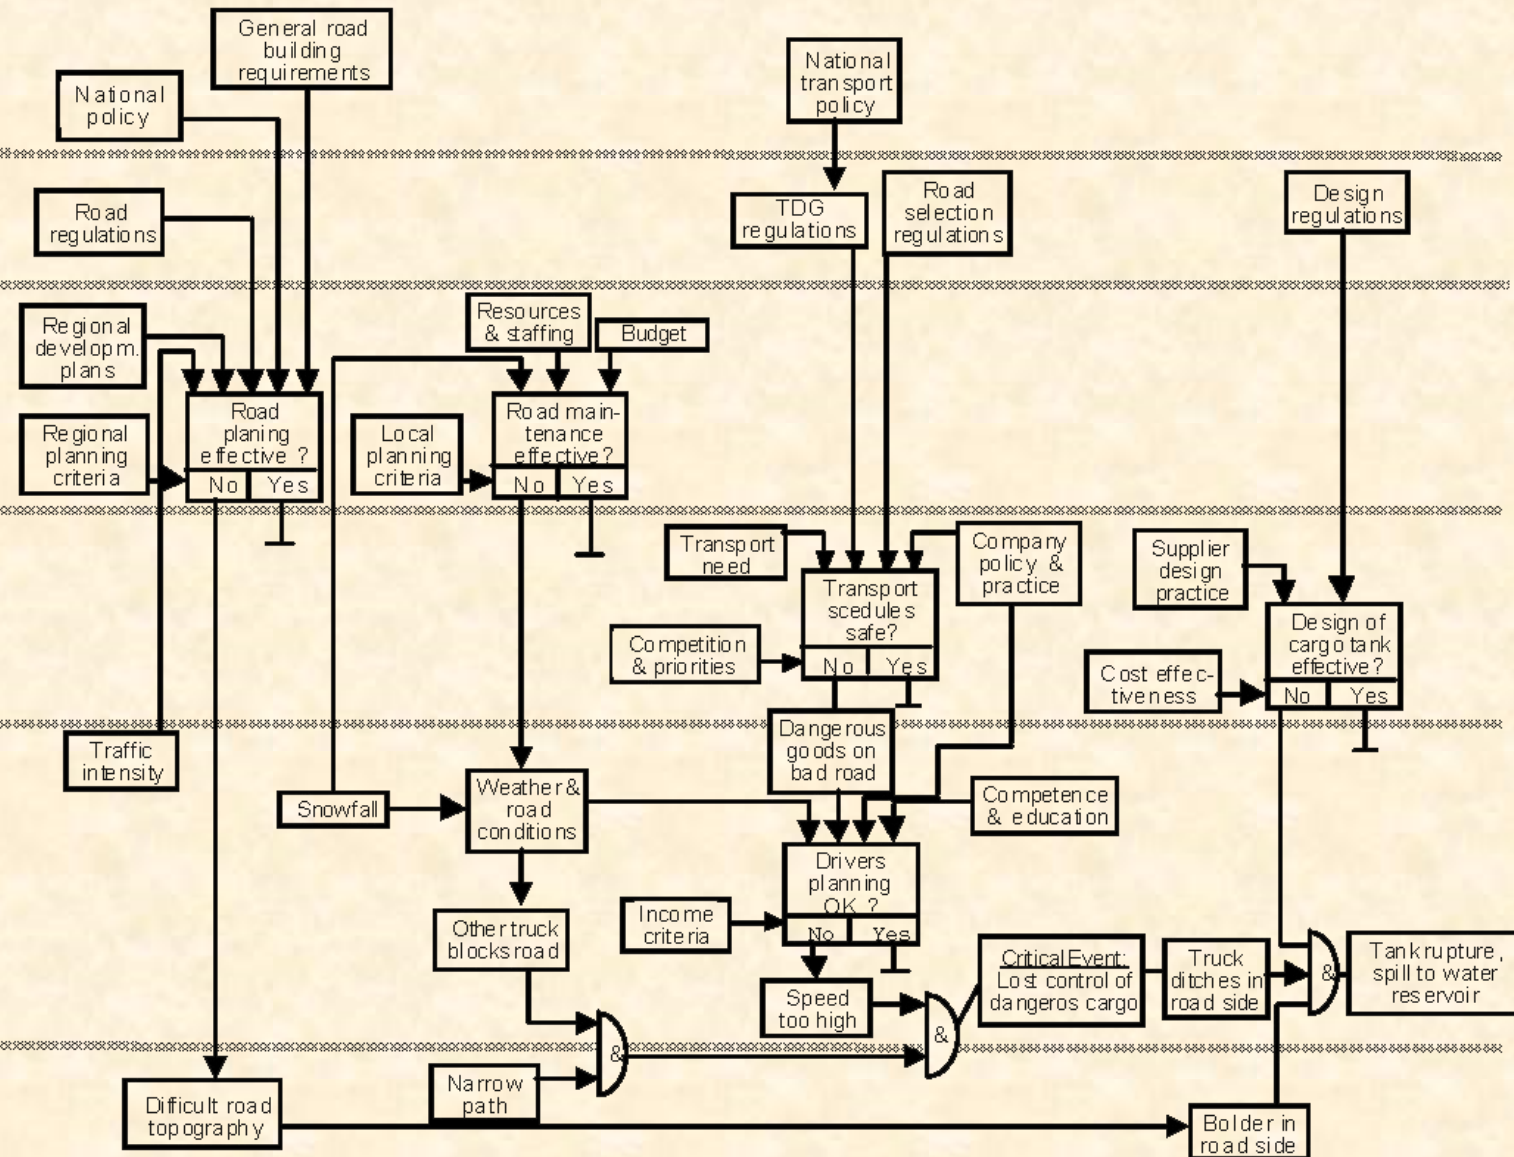 General road
building
requirements
National
policy
National
transport
policy
Road
regulations
TDG
regulations
Road
selection
regulations
Design
regulations
Regional
developm.
plans
Resources
& staffing
Budget
Regional
planning
criteria
Road
planing
effective ?
No
Yes
Local
planning
criteria
Road main-
tenance
effective?
No
Yes
Transport
need
Company
policy &
practice
Supplier
design
practice
Transport
scedules
safe?
No
Yes
Competition
& priorities
Design of
cargo tank
effective ?
No
Yes
Cost effec-
tiveness
Traffic
intensity
Dangerous
goods on
bad road
Snowfall
Weather &
road
conditions
Competence
& education
Drivers
planning
OK ?
No
Yes
Income
criteria
Other truck
blocks road
Speed
too high
Critical Event:
Lost control of
dangeros cargo
Truck
ditches in
road side
&
Tank rupture,
spill to water
reservoir
&
&
Narrow
path
Difficult road
topography
Bolder in
road side